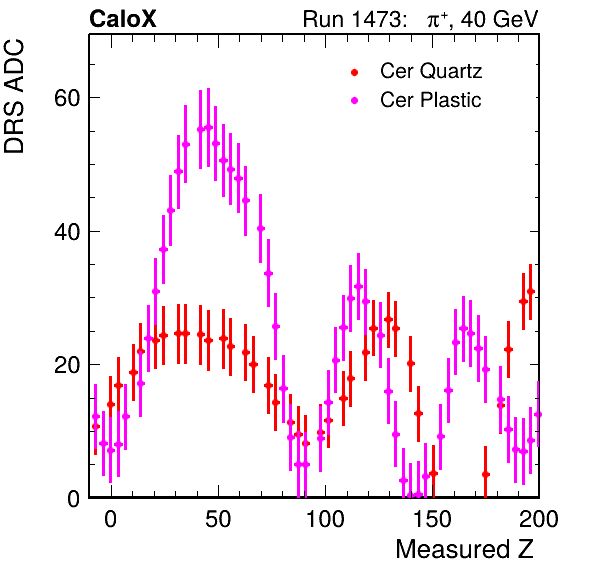 CaloX Run 1473: π⁺, 40 GeV
DRS ADC
Cer Quartz
Cer Plastic
60
40
20
0
0 50 100 150 200
Measured Z